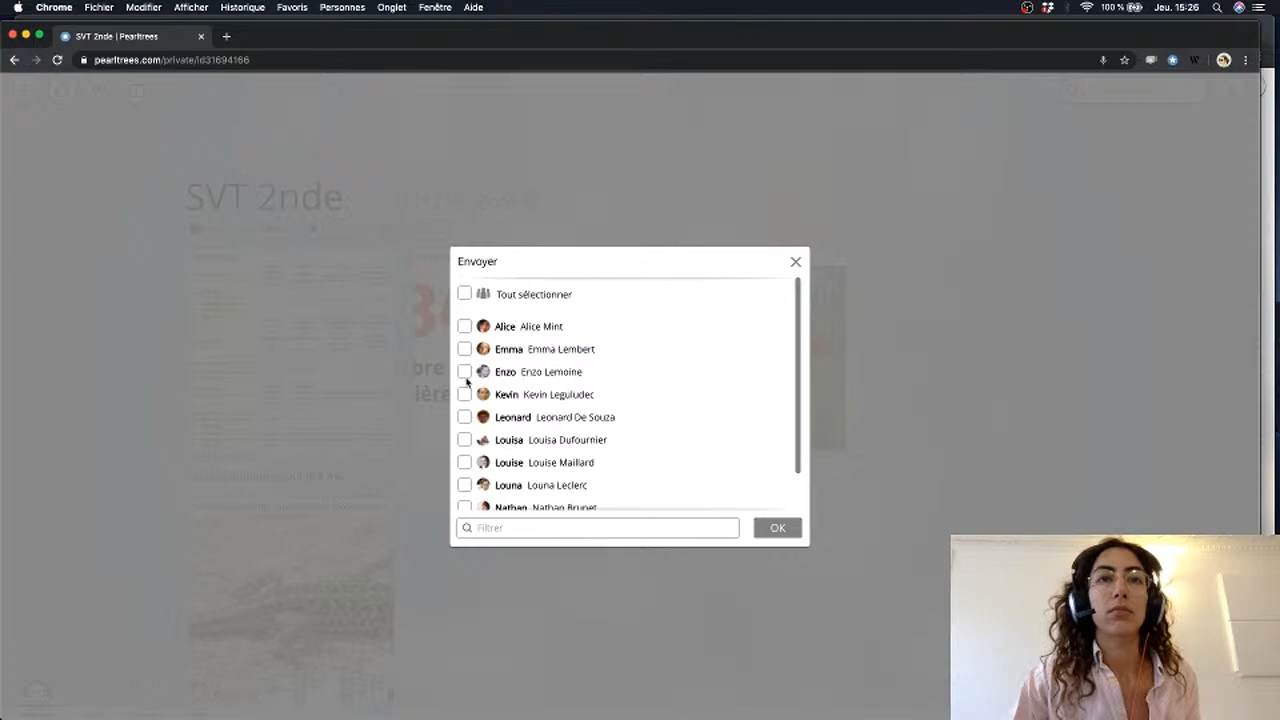 Chrome Fichier Modifier Afficher Historique Favoris Personnes Onglet Fenêtre Aide 100 % Jeu. 15:26
SVT 2nde | Pearltrees
pearltrees.com/private/id31694166
SVT 2nde
Envoyer
Tout sélectionner
Alice Alice Mint
Emma Emma Lembert
Enzo Enzo Lemoine
Kevin Kevin Leguludec
Leonard Leonard De Souza
Louisa Louisa Dufournier
Louise Louise Maillard
Louna Louna Leclerc
Nathan Nathan Brunet
Filtrer
OK